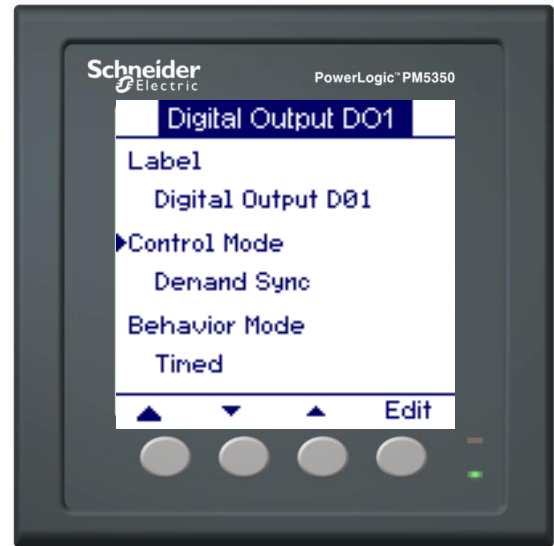 Schneider
Electric
PowerLogic™ PM5350
Digital Output DO1
Label
Digital Output D01
Control Mode
Demand Sync
Behavior Mode
Timed
Edit